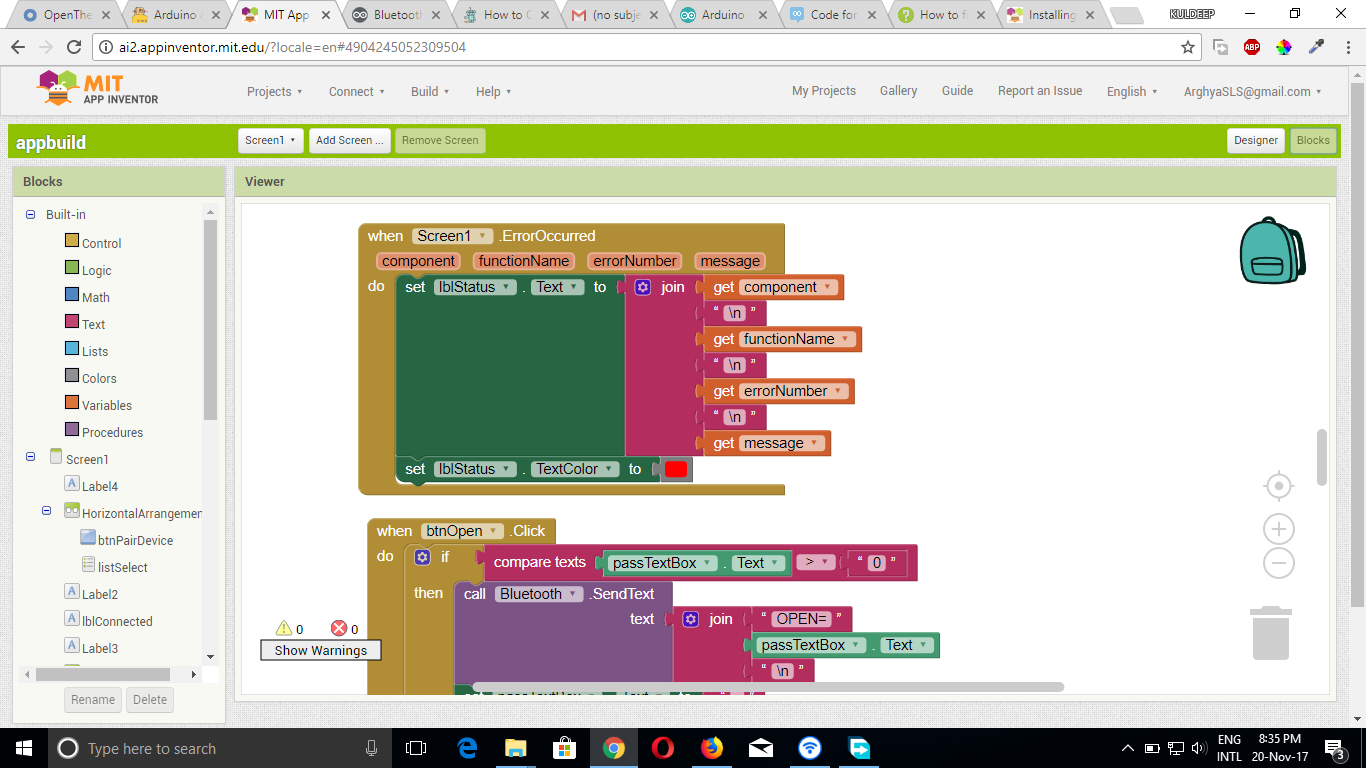 OpenThe
Arduino
MIT App
Bluetooth
How to C
(no subje
Arduino
Code for
How to f
Installing
KULDEEP
ai2.appinventor.mit.edu/?locale=en#4904245052309504
ABP
MIT
APP INVENTOR
Projects Connect Build Help My Projects Gallery Guide Report an Issue English ArghyaSLS@gmail.com
appbuild Screen1 Add Screen ... Remove Screen Designer Blocks
Blocks
Viewer
Built-in
Control
Logic
Math
Text
Lists
Colors
Variables
Procedures
Screen1
A Label4
HorizontalArrangemen
btnPairDevice
listSelect
A Label2
A lblConnected
A Label3
Rename Delete
when Screen1 .ErrorOccurred
component functionName errorNumber message
do set lblStatus . Text to join get component
“ \n ”
get functionName
“ \n ”
get errorNumber
“ \n ”
get message
set lblStatus . TextColor to
when btnOpen .Click
do if compare texts passTextBox . Text > “ 0 ”
then call Bluetooth .SendText
text join “ OPEN= ”
passTextBox . Text
“ \n ”
0 0
Show Warnings
Type here to search
ENG 8:35 PM
INTL 20-Nov-17
3